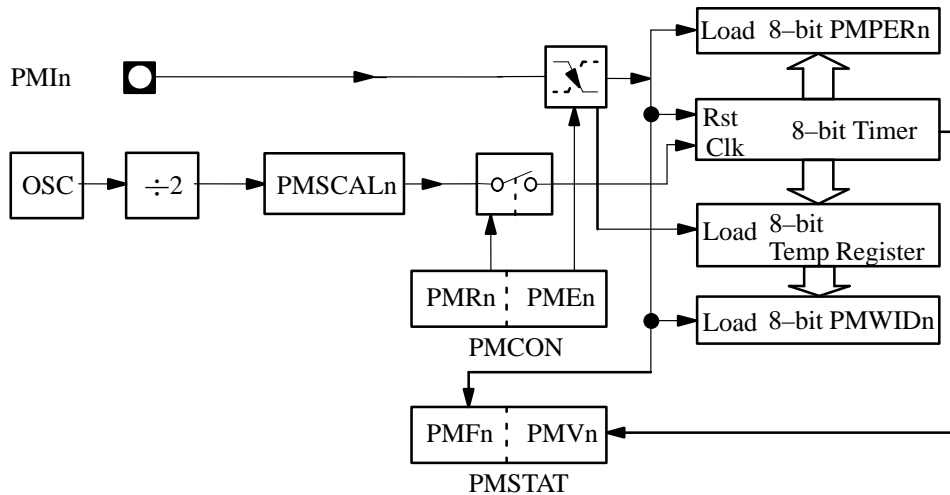 Load 8–bit PMPERn
PMIn
Rst
8–bit Timer
Clk
OSC
÷2
PMSCALn
Load 8–bit
Temp Register
PMRn
PMEn
Load 8–bit PMWIDn
PMCON
PMFn
PMVn
PMSTAT